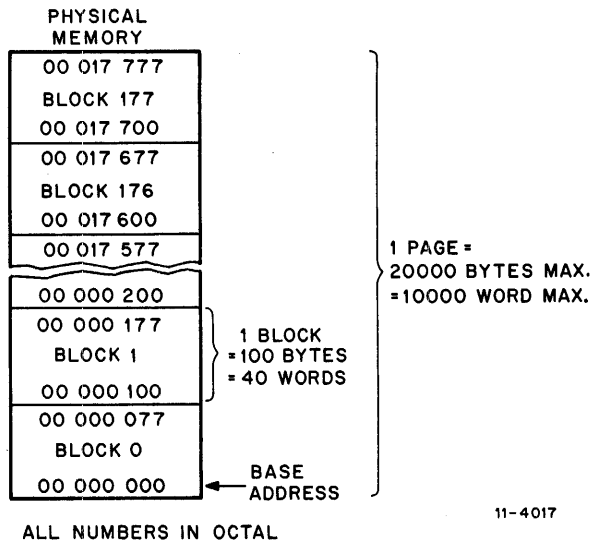 PHYSICAL
MEMORY
00 017 777
BLOCK 177
00 017 700
00 017 677
BLOCK 176
00 017 600
00 017 577
00 000 200
00 000 177
BLOCK 1
00 000 100
00 000 077
BLOCK 0
00 000 000
1 BLOCK
=100 BYTES
=40 WORDS
BASE
ADDRESS
1 PAGE=
20000 BYTES MAX.
=10000 WORD MAX.
11-4017
ALL NUMBERS IN OCTAL